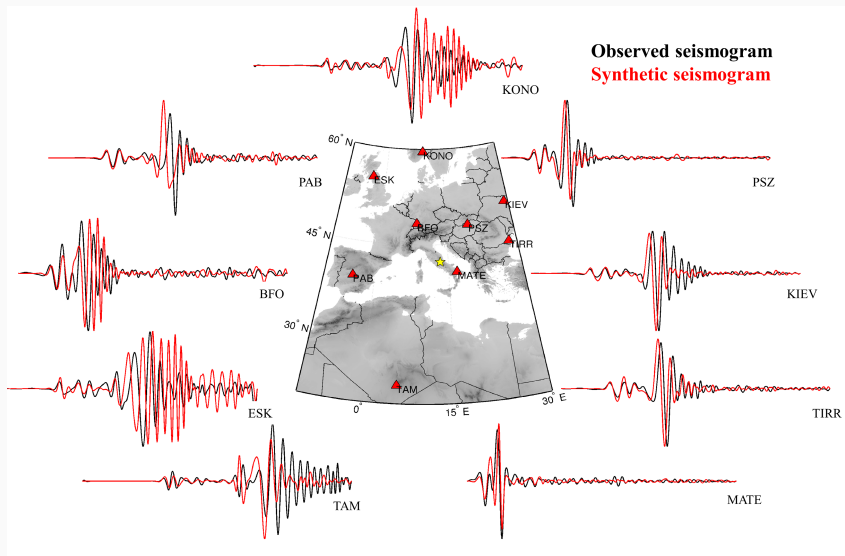 Observed seismogram
Synthetic seismogram
KONO
PAB
PSZ
BFO
KIEV
ESK
TIRR
TAM
MATE
60° N
45° N
30° N
0°
15° E
30° E
KONO
ESK
KIEV
BFO
PSZ
TIRR
PAB
MATE
TAM